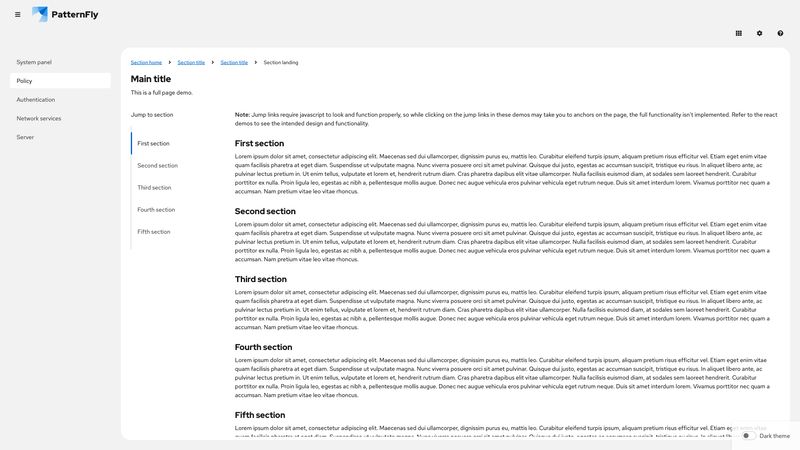 PatternFly
System panel
Policy
Authentication
Network services
Server
Section home
Section title
Section title
Section landing
Main title
This is a full page demo.
Jump to section
First section
Second section
Third section
Fourth section
Fifth section
Note: Jump links require javascript to look and function properly, so while clicking on the jump links in these demos may take you to anchors on the page, the full functionality isn't implemented. Refer to the react
demos to see the intended design and functionality.
First section
Lorem ipsum dolor sit amet, consectetur adipiscing elit. Maecenas sed dui ullamcorper, dignissim purus eu, mattis leo. Curabitur eleifend turpis ipsum, aliquam pretium risus efficitur vel. Etiam eget enim vitae
quam facilisis pharetra at eget diam. Suspendisse ut vulputate magna. Nunc viverra posuere orci sit amet pulvinar. Quisque dui justo, egestas ac accumsan suscipit, tristique eu risus. In aliquet libero ante, ac
pulvinar lectus pretium in. Ut enim tellus, vulputate et lorem et, hendrerit rutrum diam. Cras pharetra dapibus elit vitae ullamcorper. Nulla facilisis euismod diam, at sodales sem laoreet hendrerit. Curabitur
porttitor ex nulla. Proin ligula leo, egestas ac nibh a, pellentesque mollis augue. Donec nec augue vehicula eros pulvinar vehicula eget rutrum neque. Duis sit amet interdum lorem. Vivamus porttitor nec quam a
accumsan. Nam pretium vitae leo vitae rhoncus.
Second section
Lorem ipsum dolor sit amet, consectetur adipiscing elit. Maecenas sed dui ullamcorper, dignissim purus eu, mattis leo. Curabitur eleifend turpis ipsum, aliquam pretium risus efficitur vel. Etiam eget enim vitae
quam facilisis pharetra at eget diam. Suspendisse ut vulputate magna. Nunc viverra posuere orci sit amet pulvinar. Quisque dui justo, egestas ac accumsan suscipit, tristique eu risus. In aliquet libero ante, ac
pulvinar lectus pretium in. Ut enim tellus, vulputate et lorem et, hendrerit rutrum diam. Cras pharetra dapibus elit vitae ullamcorper. Nulla facilisis euismod diam, at sodales sem laoreet hendrerit. Curabitur
porttitor ex nulla. Proin ligula leo, egestas ac nibh a, pellentesque mollis augue. Donec nec augue vehicula eros pulvinar vehicula eget rutrum neque. Duis sit amet interdum lorem. Vivamus porttitor nec quam a
accumsan. Nam pretium vitae leo vitae rhoncus.
Third section
Lorem ipsum dolor sit amet, consectetur adipiscing elit. Maecenas sed dui ullamcorper, dignissim purus eu, mattis leo. Curabitur eleifend turpis ipsum, aliquam pretium risus efficitur vel. Etiam eget enim vitae
quam facilisis pharetra at eget diam. Suspendisse ut vulputate magna. Nunc viverra posuere orci sit amet pulvinar. Quisque dui justo, egestas ac accumsan suscipit, tristique eu risus. In aliquet libero ante, ac
pulvinar lectus pretium in. Ut enim tellus, vulputate et lorem et, hendrerit rutrum diam. Cras pharetra dapibus elit vitae ullamcorper. Nulla facilisis euismod diam, at sodales sem laoreet hendrerit. Curabitur
porttitor ex nulla. Proin ligula leo, egestas ac nibh a, pellentesque mollis augue. Donec nec augue vehicula eros pulvinar vehicula eget rutrum neque. Duis sit amet interdum lorem. Vivamus porttitor nec quam a
accumsan. Nam pretium vitae leo vitae rhoncus.
Fourth section
Lorem ipsum dolor sit amet, consectetur adipiscing elit. Maecenas sed dui ullamcorper, dignissim purus eu, mattis leo. Curabitur eleifend turpis ipsum, aliquam pretium risus efficitur vel. Etiam eget enim vitae
quam facilisis pharetra at eget diam. Suspendisse ut vulputate magna. Nunc viverra posuere orci sit amet pulvinar. Quisque dui justo, egestas ac accumsan suscipit, tristique eu risus. In aliquet libero ante, ac
pulvinar lectus pretium in. Ut enim tellus, vulputate et lorem et, hendrerit rutrum diam. Cras pharetra dapibus elit vitae ullamcorper. Nulla facilisis euismod diam, at sodales sem laoreet hendrerit. Curabitur
porttitor ex nulla. Proin ligula leo, egestas ac nibh a, pellentesque mollis augue. Donec nec augue vehicula eros pulvinar vehicula eget rutrum neque. Duis sit amet interdum lorem. Vivamus porttitor nec quam a
accumsan. Nam pretium vitae leo vitae rhoncus.
Fifth section
Lorem ipsum dolor sit amet, consectetur adipiscing elit. Maecenas sed dui ullamcorper, dignissim purus eu, mattis leo. Curabitur eleifend turpis ipsum, aliquam pretium risus efficitur vel. Etiam eget enim vitae
Dark theme